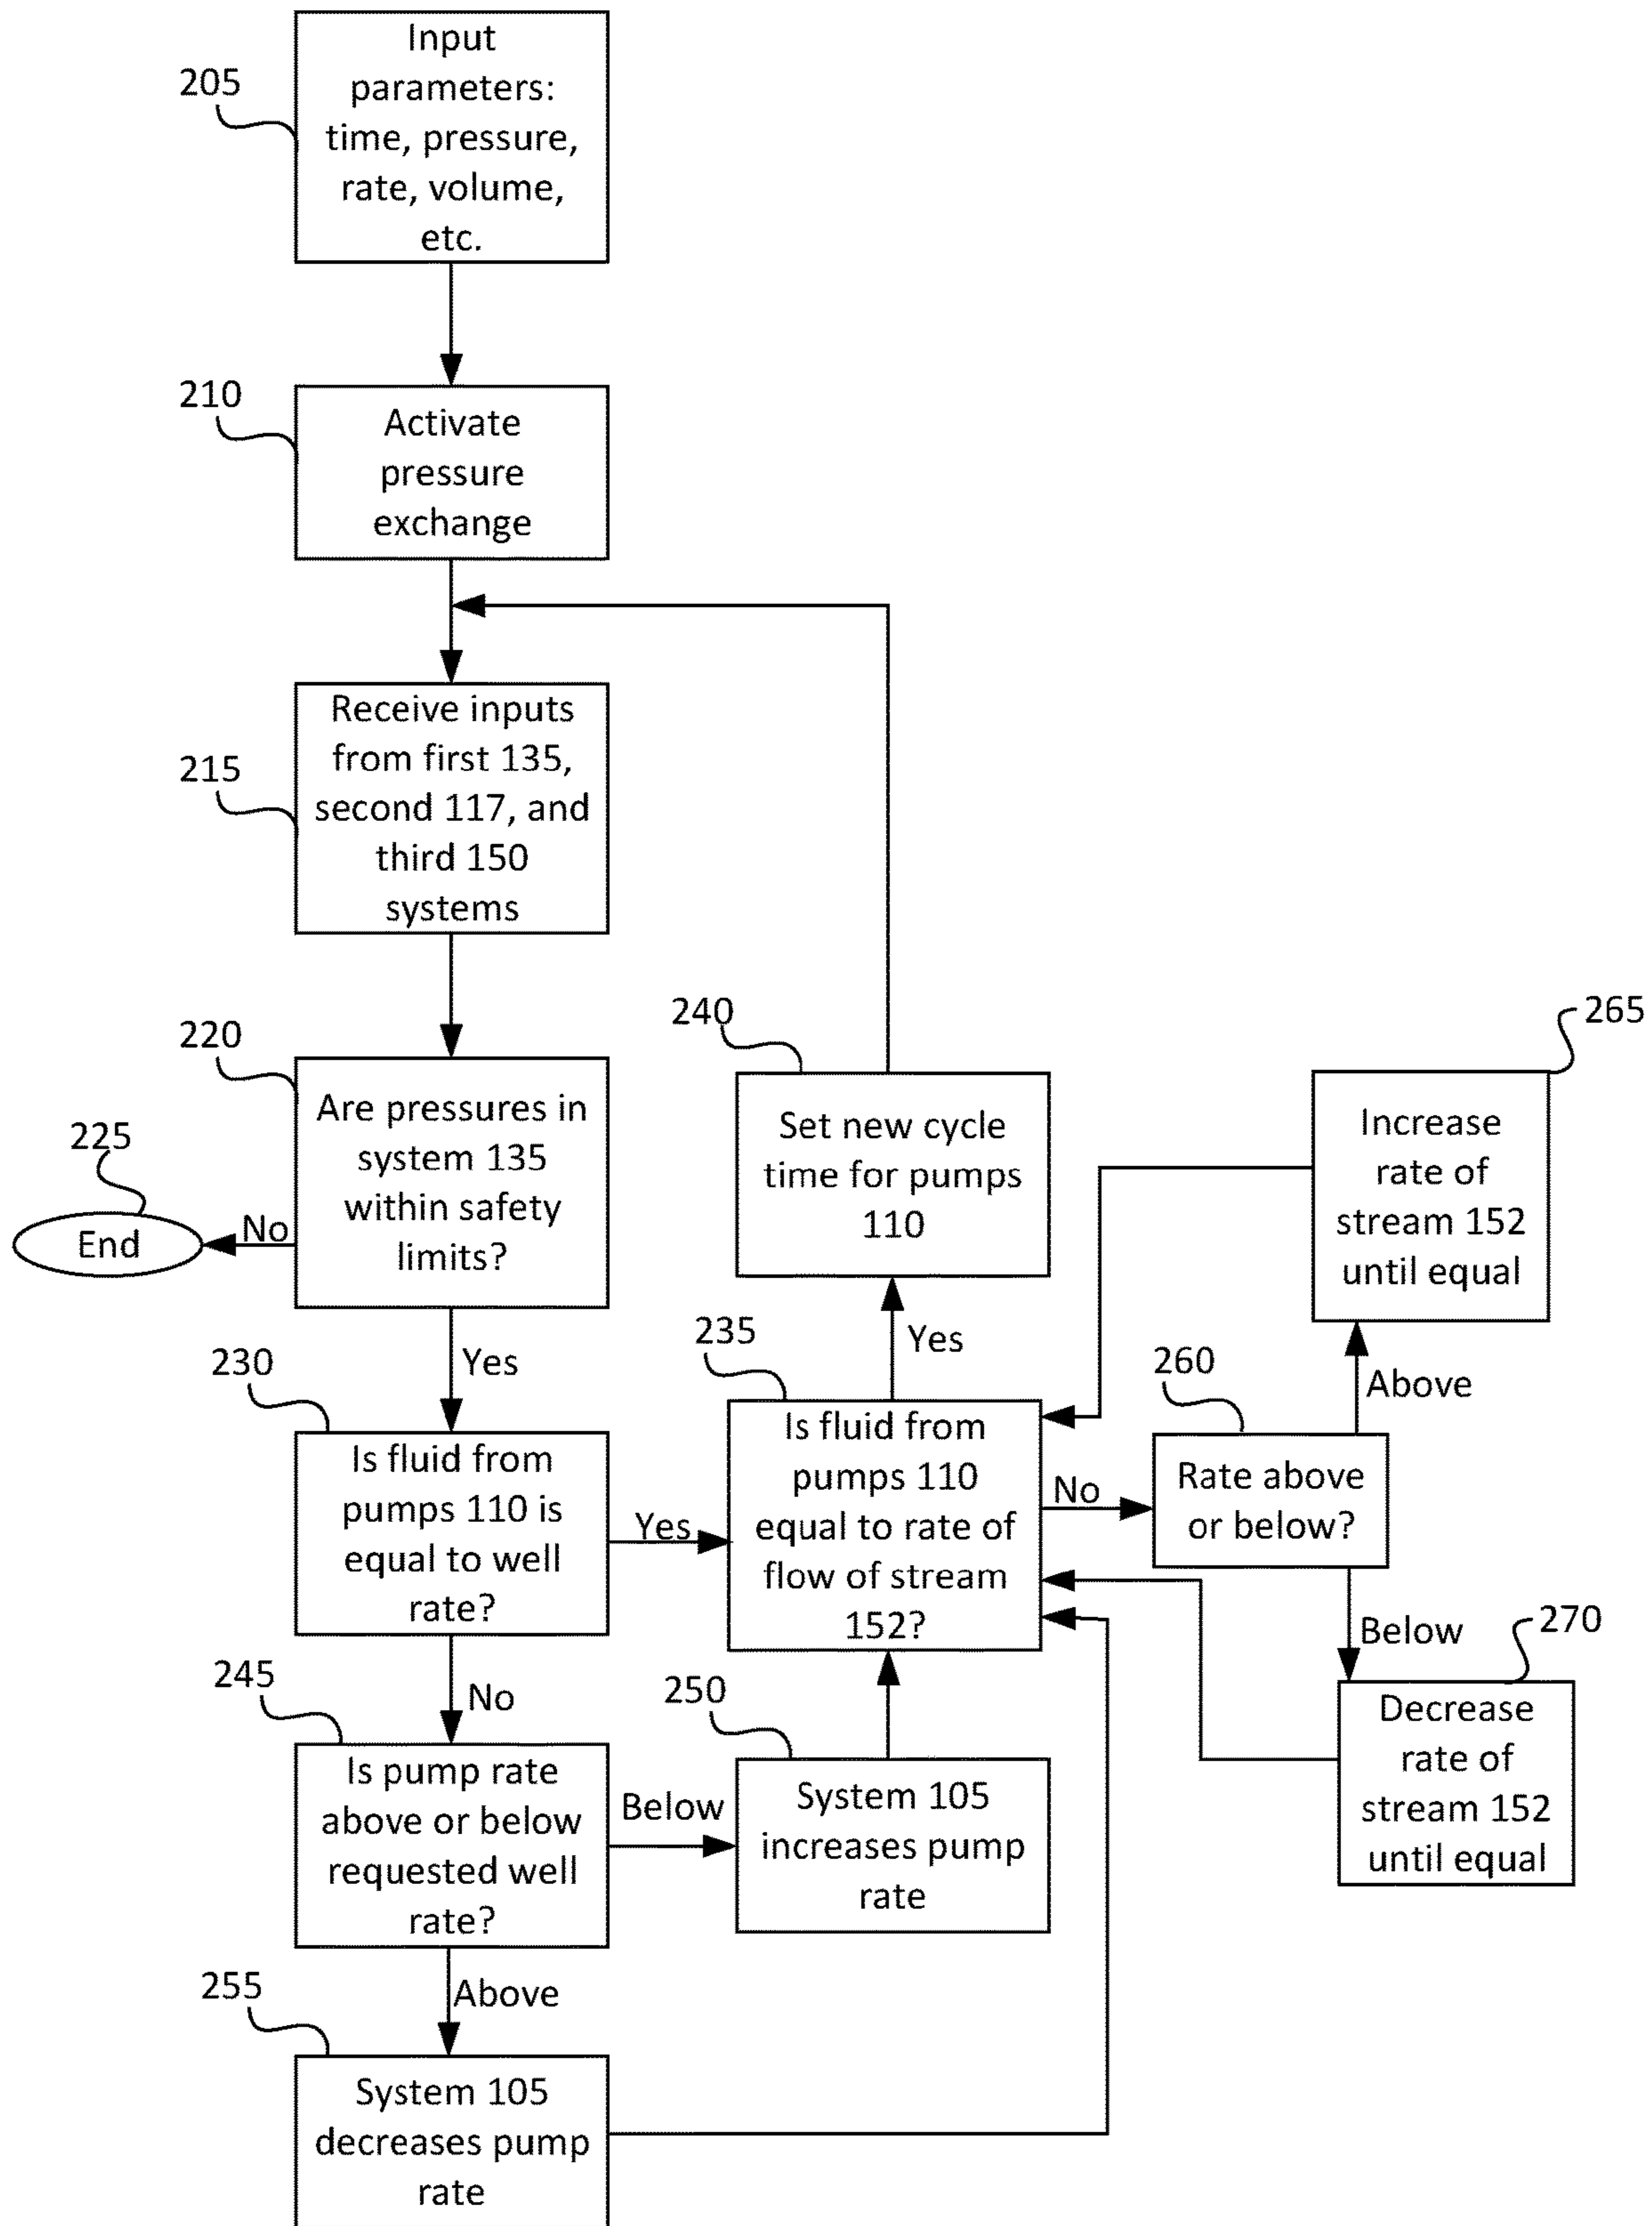 205
Input
parameters:
time, pressure,
rate, volume,
etc.
210
Activate
pressure
exchange
215
Receive inputs
from first 135,
second 117, and
third 150
systems
220
Are pressures in
system 135
within safety
limits?
225
End
No
Yes
240
Set new cycle
time for pumps
110
265
Increase
rate of
stream 152
until equal
230
Is fluid from
pumps 110 is
equal to well
rate?
Yes
No
235
Is fluid from
pumps 110
equal to rate of
flow of stream
152?
Yes
No
260
Rate above
or below?
Above
Below
270
Decrease
rate of
stream 152
until equal
245
Is pump rate
above or below
requested well
rate?
Below
Above
250
System 105
increases pump
rate
255
System 105
decreases pump
rate